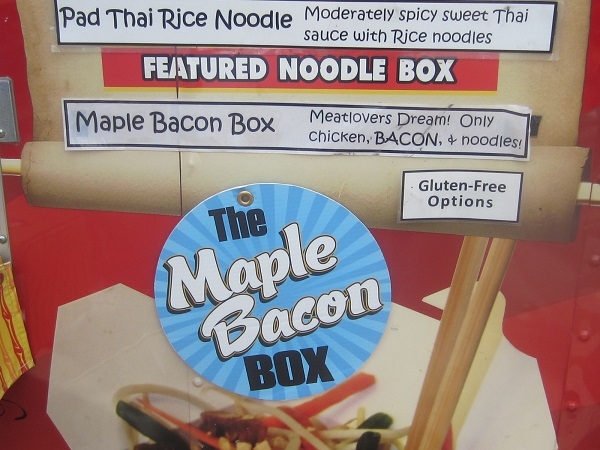 Pad Thai Rice Noodle
Moderately spicy sweet Thai
sauce with Rice noodles
FEATURED NOODLE BOX
Maple Bacon Box
Meatlovers Dream! Only
chicken, BACON, & noodles!
Gluten-Free
Options
The
Maple
Bacon
BOX